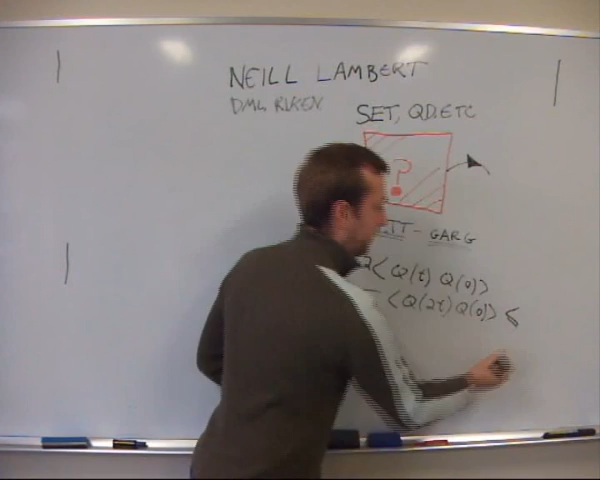 NEILL LAMBERT
DML, RIKEN
SET, QD, ETC
?
GARG
2< Q(t) Q(0)>
< Q(2t) Q(0)> ≤